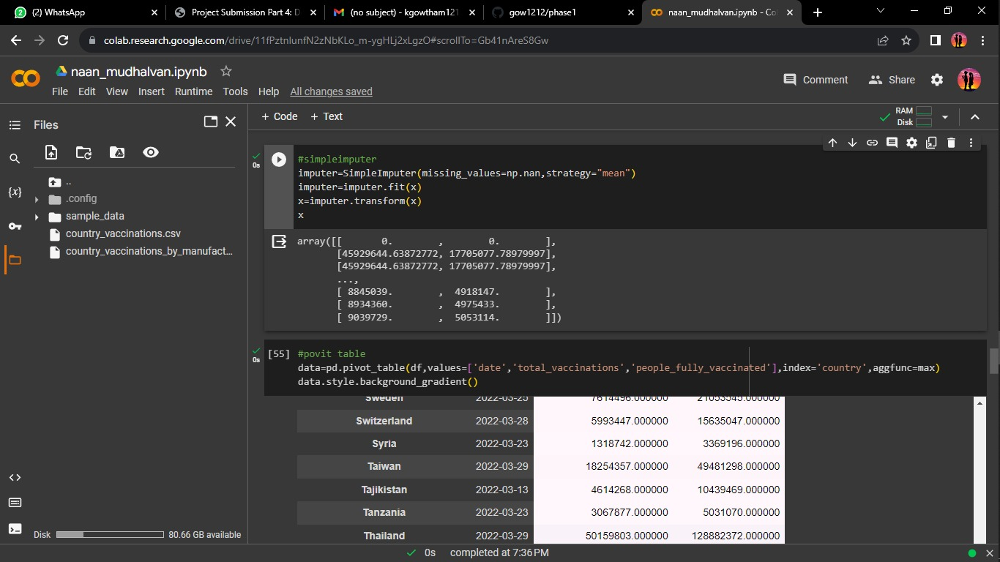 (2) WhatsApp
Project Submission Part 4: D
(no subject) - kgowtham121
gow1212/phase1
naan_mudhalvan.ipynb - Co
colab.research.google.com/drive/11fPztnlunfN2zNbKLo_m-ygHLj2xLgzO#scrollTo=Gb41nAreS8Gw
naan_mudhalvan.ipynb
Comment
Share
File Edit View Insert Runtime Tools Help All changes saved
Files
+ Code + Text
RAM
Disk
..
.config
sample_data
country_vaccinations.csv
country_vaccinations_by_manufact...
Disk 80.66 GB available
0s
#simpleimputer
imputer=SimpleImputer(missing_values=np.nan,strategy="mean")
imputer=imputer.fit(x)
x=imputer.transform(x)
x
array([[ 0. , 0. ],
[45929644.63872772, 17705077.78979997],
[45929644.63872772, 17705077.78979997],
...,
[ 8845039. , 4918147. ],
[ 8934360. , 4975433. ],
[ 9039729. , 5053114. ]])
0s
[55] #povit table
data=pd.pivot_table(df,values=['date','total_vaccinations','people_fully_vaccinated'],index='country',aggfunc=max)
data.style.background_gradient()
Sweden 2022-03-25 7614496.000000 21053545.000000
Switzerland 2022-03-28 5993447.000000 15635047.000000
Syria 2022-03-23 1318742.000000 3369196.000000
Taiwan 2022-03-29 18254357.000000 49481298.000000
Tajikistan 2022-03-13 4614268.000000 10439469.000000
Tanzania 2022-03-23 3067877.000000 5031070.000000
Thailand 2022-03-29 50159803.000000 128882372.000000
0s completed at 7:36 PM